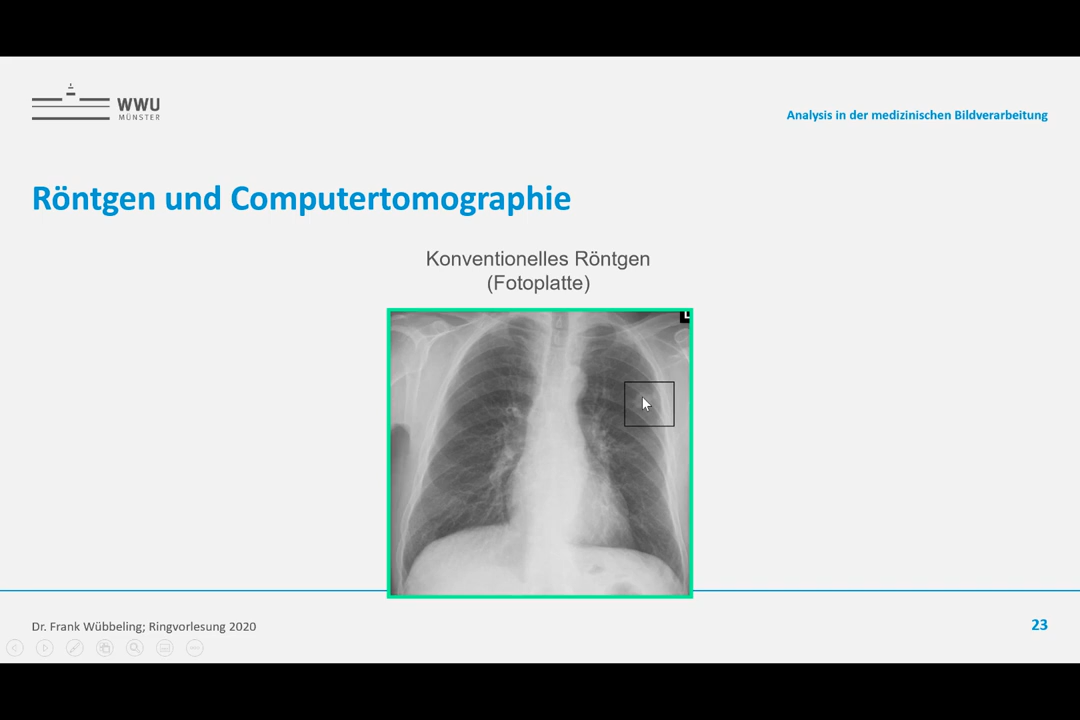 WWU
MÜNSTER
Analysis in der medizinischen Bildverarbeitung
Röntgen und Computertomographie
Konventionelles Röntgen
(Fotoplatte)
Dr. Frank Wübbeling; Ringvorlesung 2020
23